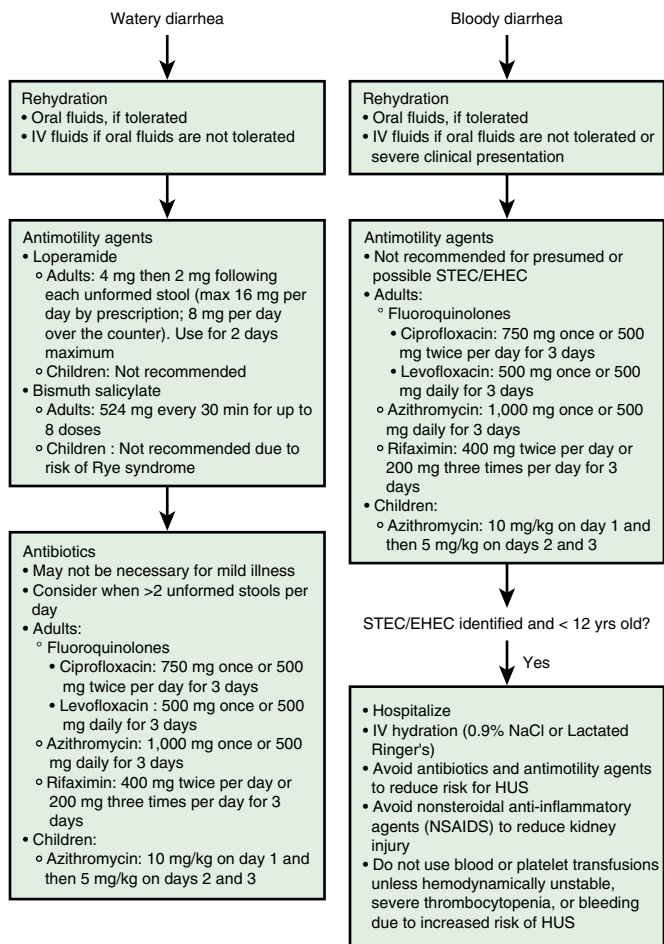 Watery diarrhea
Rehydration
• Oral fluids, if tolerated
• IV fluids if oral fluids are not tolerated
Antimotility agents
• Loperamide
° Adults: 4 mg then 2 mg following
each unformed stool (max 16 mg per
day by prescription; 8 mg per day
over the counter). Use for 2 days
maximum
° Children: Not recommended
• Bismuth salicylate
° Adults: 524 mg every 30 min for up to
8 doses
° Children : Not recommended due to
risk of Rye syndrome
Antibiotics
• May not be necessary for mild illness
• Consider when >2 unformed stools per
day
• Adults:
° Fluoroquinolones
• Ciprofloxacin: 750 mg once or 500
mg twice per day for 3 days
• Levofloxacin : 500 mg once or 500
mg daily for 3 days
° Azithromycin: 1,000 mg once or 500
mg daily for 3 days
° Rifaximin: 400 mg twice per day or
200 mg three times per day for 3
days
• Children:
° Azithromycin: 10 mg/kg on day 1 and
then 5 mg/kg on days 2 and 3
Bloody diarrhea
Rehydration
• Oral fluids, if tolerated
• IV fluids if oral fluids are not tolerated or
severe clinical presentation
Antimotility agents
• Not recommended for presumed or
possible STEC/EHEC
• Adults:
° Fluoroquinolones
• Ciprofloxacin: 750 mg once or 500
mg twice per day for 3 days
• Levofloxacin: 500 mg once or 500
mg daily for 3 days
° Azithromycin: 1,000 mg once or 500
mg daily for 3 days
° Rifaximin: 400 mg twice per day or
200 mg three times per day for 3
days
• Children:
° Azithromycin: 10 mg/kg on day 1 and
then 5 mg/kg on days 2 and 3
STEC/EHEC identified and < 12 yrs old?
Yes
• Hospitalize
• IV hydration (0.9% NaCl or Lactated
Ringer's)
• Avoid antibiotics and antimotility agents
to reduce risk for HUS
• Avoid nonsteroidal anti-inflammatory
agents (NSAIDS) to reduce kidney
injury
• Do not use blood or platelet transfusions
unless hemodynamically unstable,
severe thrombocytopenia, or bleeding
due to increased risk of HUS